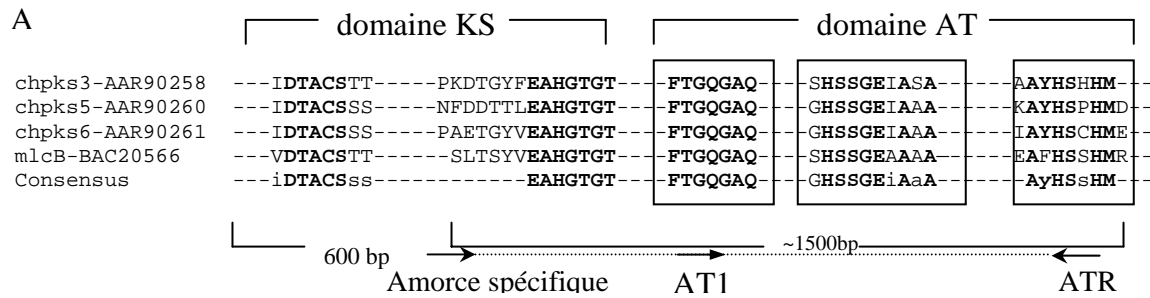 A
domaine KS domaine AT
chpks3-AAR90258 ---IDTACSTT-----PKDTGYFEAHGTGT----FTGQGAQ----SHSSGEIASA------AAYHSHHM---
chpks5-AAR90260 ---IDTACSSS-----NFDDTTLEAHGTGT----FTGQGAQ----GHSSGEIAAA------KAYHSPHMD--
chpks6-AAR90261 ---IDTACSSS-----PAETGYVEAHGTGT----FTGQGAQ----GHSSGEIAAA------IAYHSCHME--
mlcB-BAC20566 ---VDTACSTT------SLTSYVEAHGTGT----FTGQGAQ----SHSSGEAAAA------EAFHSSHMR--
Consensus ---iDTACSss EAHGTGT----FTGQGAQ----GHSSGEiAaA------ AyHSsHM---
600 bp ~1500bp
Amorce spécifique AT1 ATR